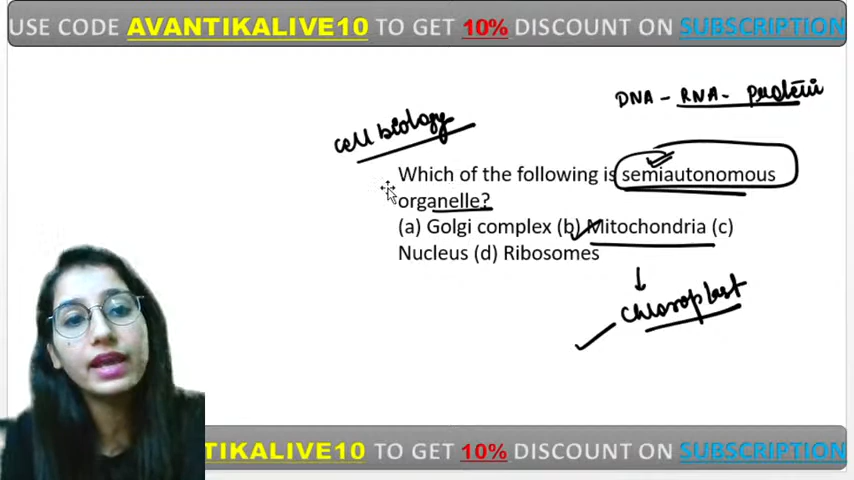 USE CODE AVANTIKALIVE10 TO GET 10% DISCOUNT ON SUBSCRIPTION
DNA - RNA - protein
cell biology
Which of the following is semiautonomous
organelle?
(a) Golgi complex (b) Mitochondria (c)
Nucleus (d) Ribosomes
chloroplast
TIKALIVE10 TO GET 10% DISCOUNT ON SUBSCRIPTION